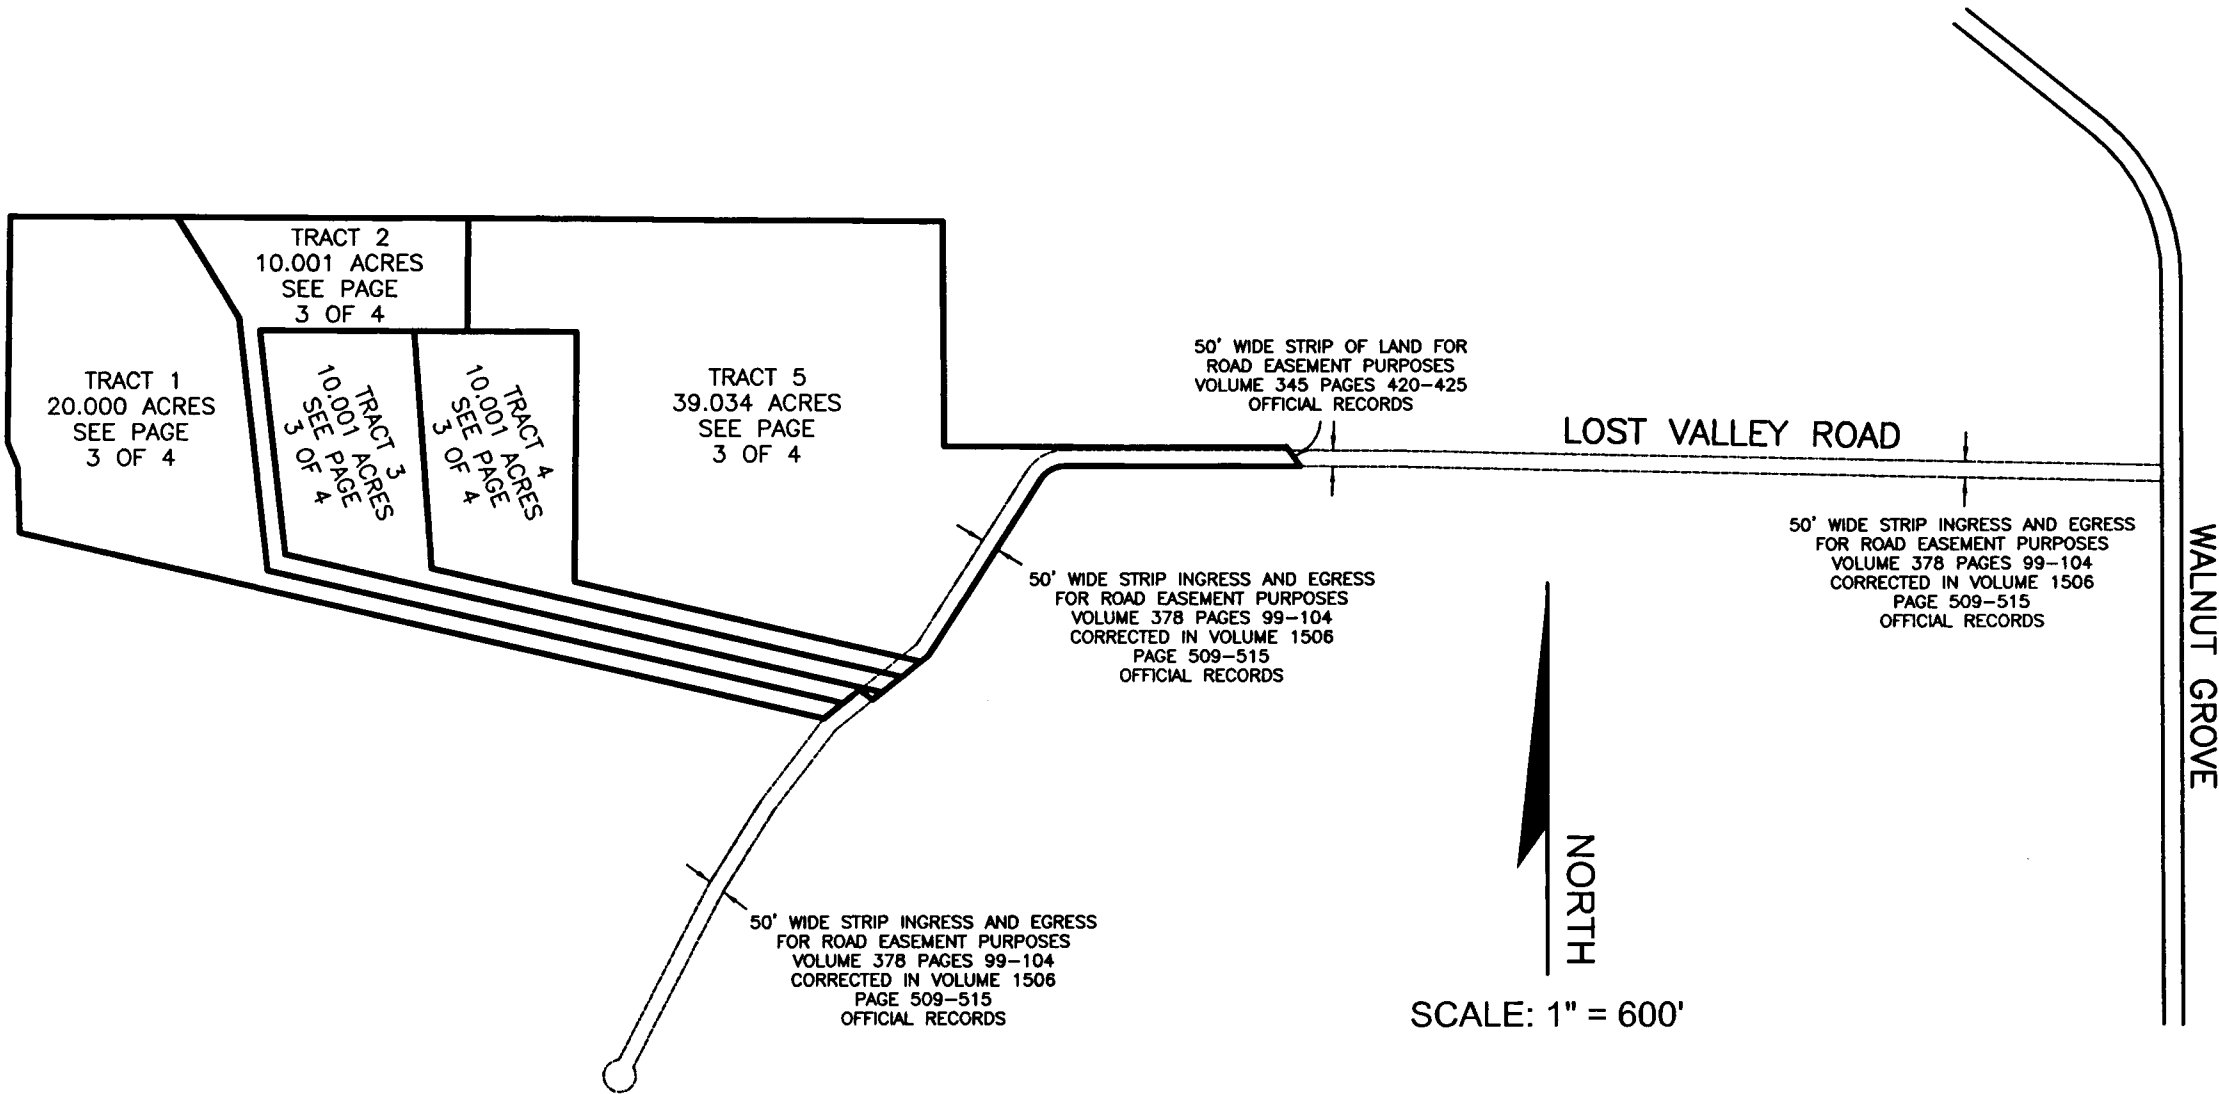 TRACT 2
10.001 ACRES
SEE PAGE
3 OF 4
TRACT 1
20.000 ACRES
SEE PAGE
3 OF 4
TRACT 3
10.001 ACRES
SEE PAGE
3 OF 4
TRACT 4
10.001 ACRES
SEE PAGE
3 OF 4
TRACT 5
39.034 ACRES
SEE PAGE
3 OF 4
50' WIDE STRIP OF LAND FOR
ROAD EASEMENT PURPOSES
VOLUME 345 PAGES 420-425
OFFICIAL RECORDS
LOST VALLEY ROAD
50' WIDE STRIP INGRESS AND EGRESS
FOR ROAD EASEMENT PURPOSES
VOLUME 378 PAGES 99-104
CORRECTED IN VOLUME 1506
PAGE 509-515
OFFICIAL RECORDS
WALNUT GROVE
50' WIDE STRIP INGRESS AND EGRESS
FOR ROAD EASEMENT PURPOSES
VOLUME 378 PAGES 99-104
CORRECTED IN VOLUME 1506
PAGE 509-515
OFFICIAL RECORDS
50' WIDE STRIP INGRESS AND EGRESS
FOR ROAD EASEMENT PURPOSES
VOLUME 378 PAGES 99-104
CORRECTED IN VOLUME 1506
PAGE 509-515
OFFICIAL RECORDS
NORTH
SCALE: 1" = 600'